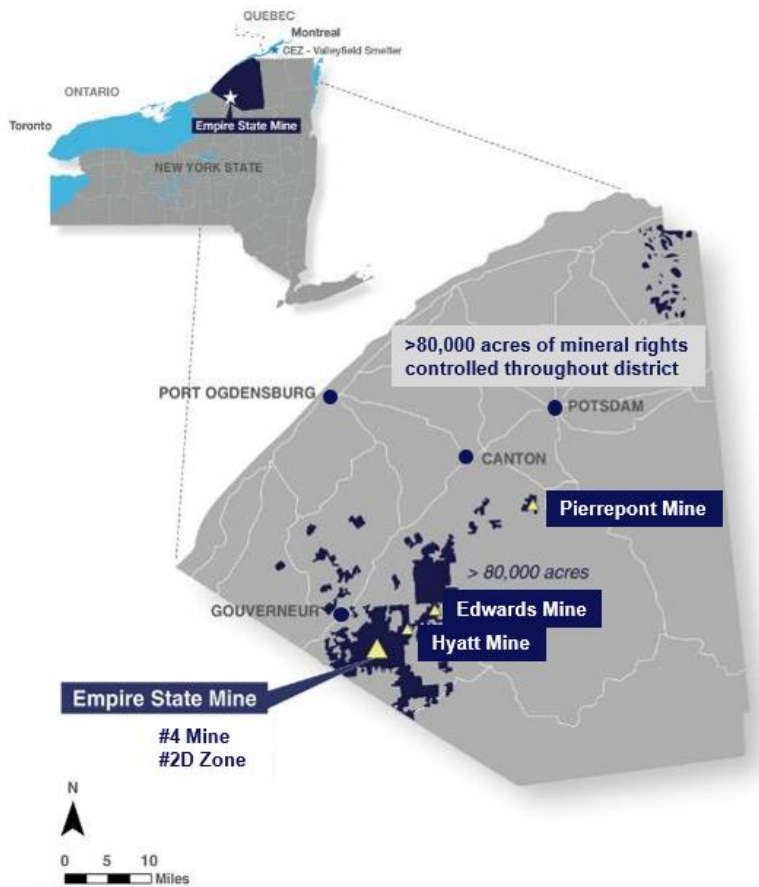 QUEBEC
Montreal
CEZ - Valleyfield Smelter
ONTARIO
Toronto
Empire State Mine
NEW YORK STATE
>80,000 acres of mineral rights
controlled throughout district
PORT OGDENSBURG
POTSDAM
CANTON
Pierrepont Mine
> 80,000 acres
Edwards Mine
GOUVERNEUR
Hyatt Mine
Empire State Mine
#4 Mine
#2D Zone
N
0 5 10
Miles